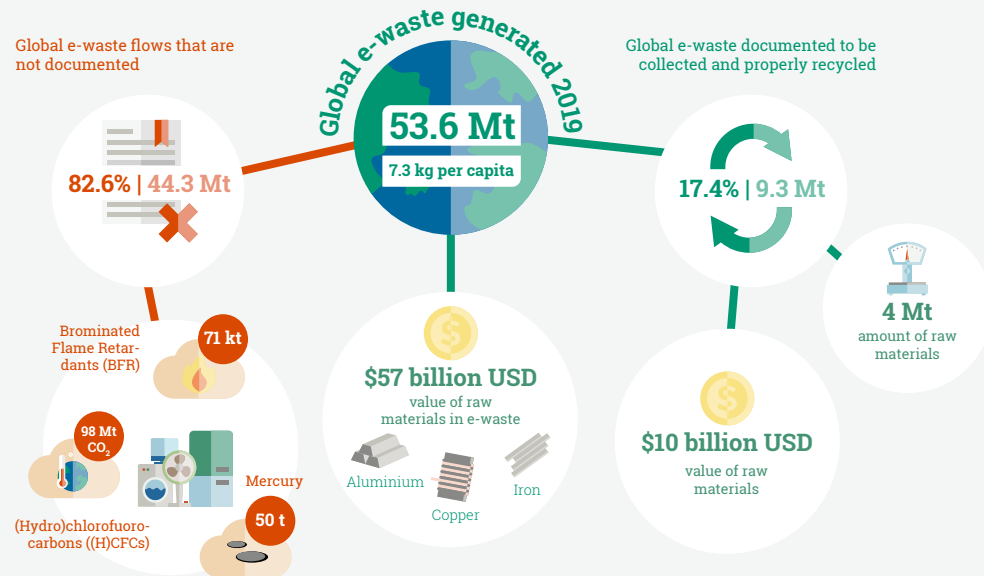 Global e-waste generated 2019
53.6 Mt
7.3 kg per capita
Global e-waste flows that are
not documented
82.6% | 44.3 Mt
Brominated
Flame Retar-
dants (BFR)
71 kt
98 Mt
CO₂
(Hydro)chlorofuoro-
carbons ((H)CFCs)
Mercury
50 t
$57 billion USD
value of raw
materials in e-waste
Aluminium
Copper
Iron
Global e-waste documented to be
collected and properly recycled
17.4% | 9.3 Mt
4 Mt
amount of raw
materials
$10 billion USD
value of raw
materials